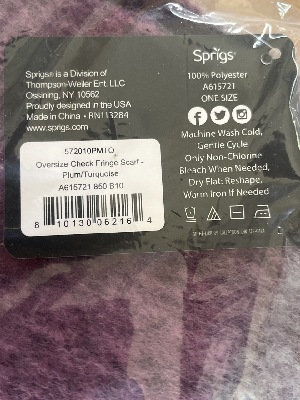 Sprigs® is a Division of
Thompson-Weiler Ent. LLC
Ossining, NY 10562
Proudly designed in the USA
Made in China • RN113284
www.sprigs.com
Sprigs®
100% Polyester
A615721
ONE SIZE
Machine Wash Cold,
Gentle Cycle
Only Non-Chlorine
Bleach When Needed,
Dry Flat: Reshape,
Warm Iron If Needed
572010PMTQ
Oversize Check Fringe Scarf -
Plum/Turquoise
A615721 850 B10
8 10130 06216 4